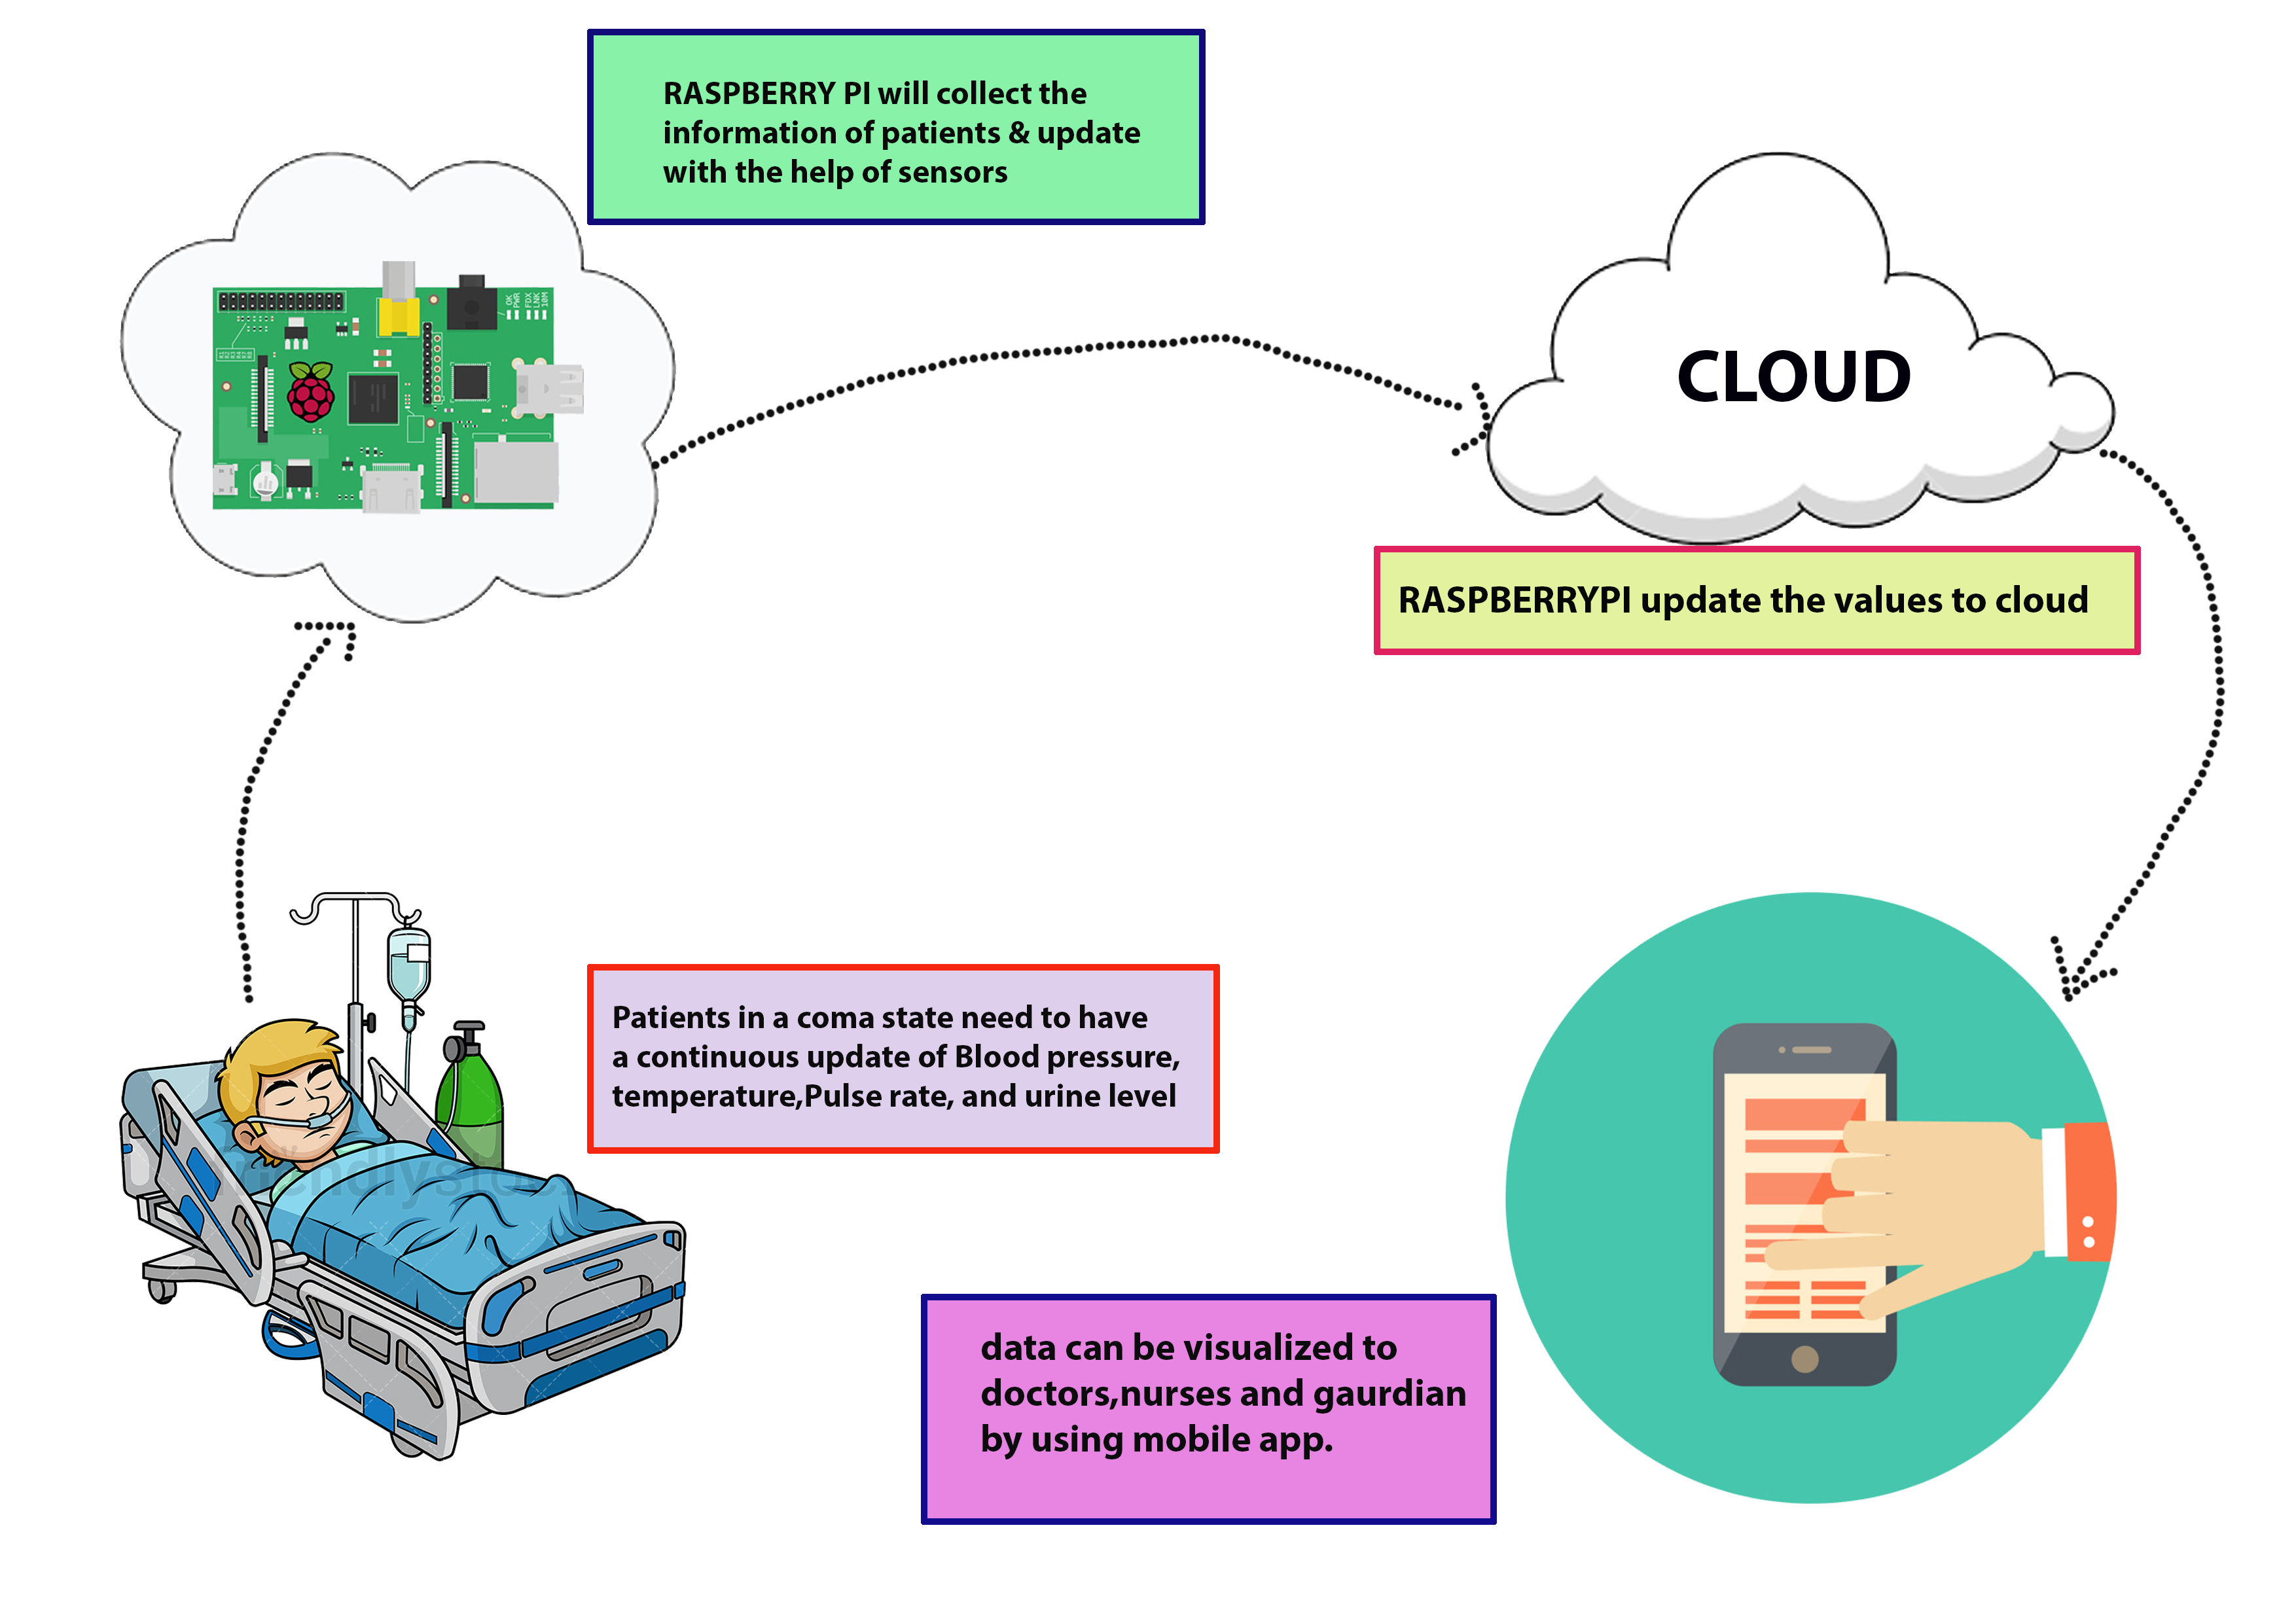 RASPBERRY PI will collect the
information of patients & update
with the help of sensors
CLOUD
RASPBERRYPI update the values to cloud
Patients in a coma state need to have
a continuous update of Blood pressure,
temperature,Pulse rate, and urine level
data can be visualized to
doctors,nurses and gaurdian
by using mobile app.